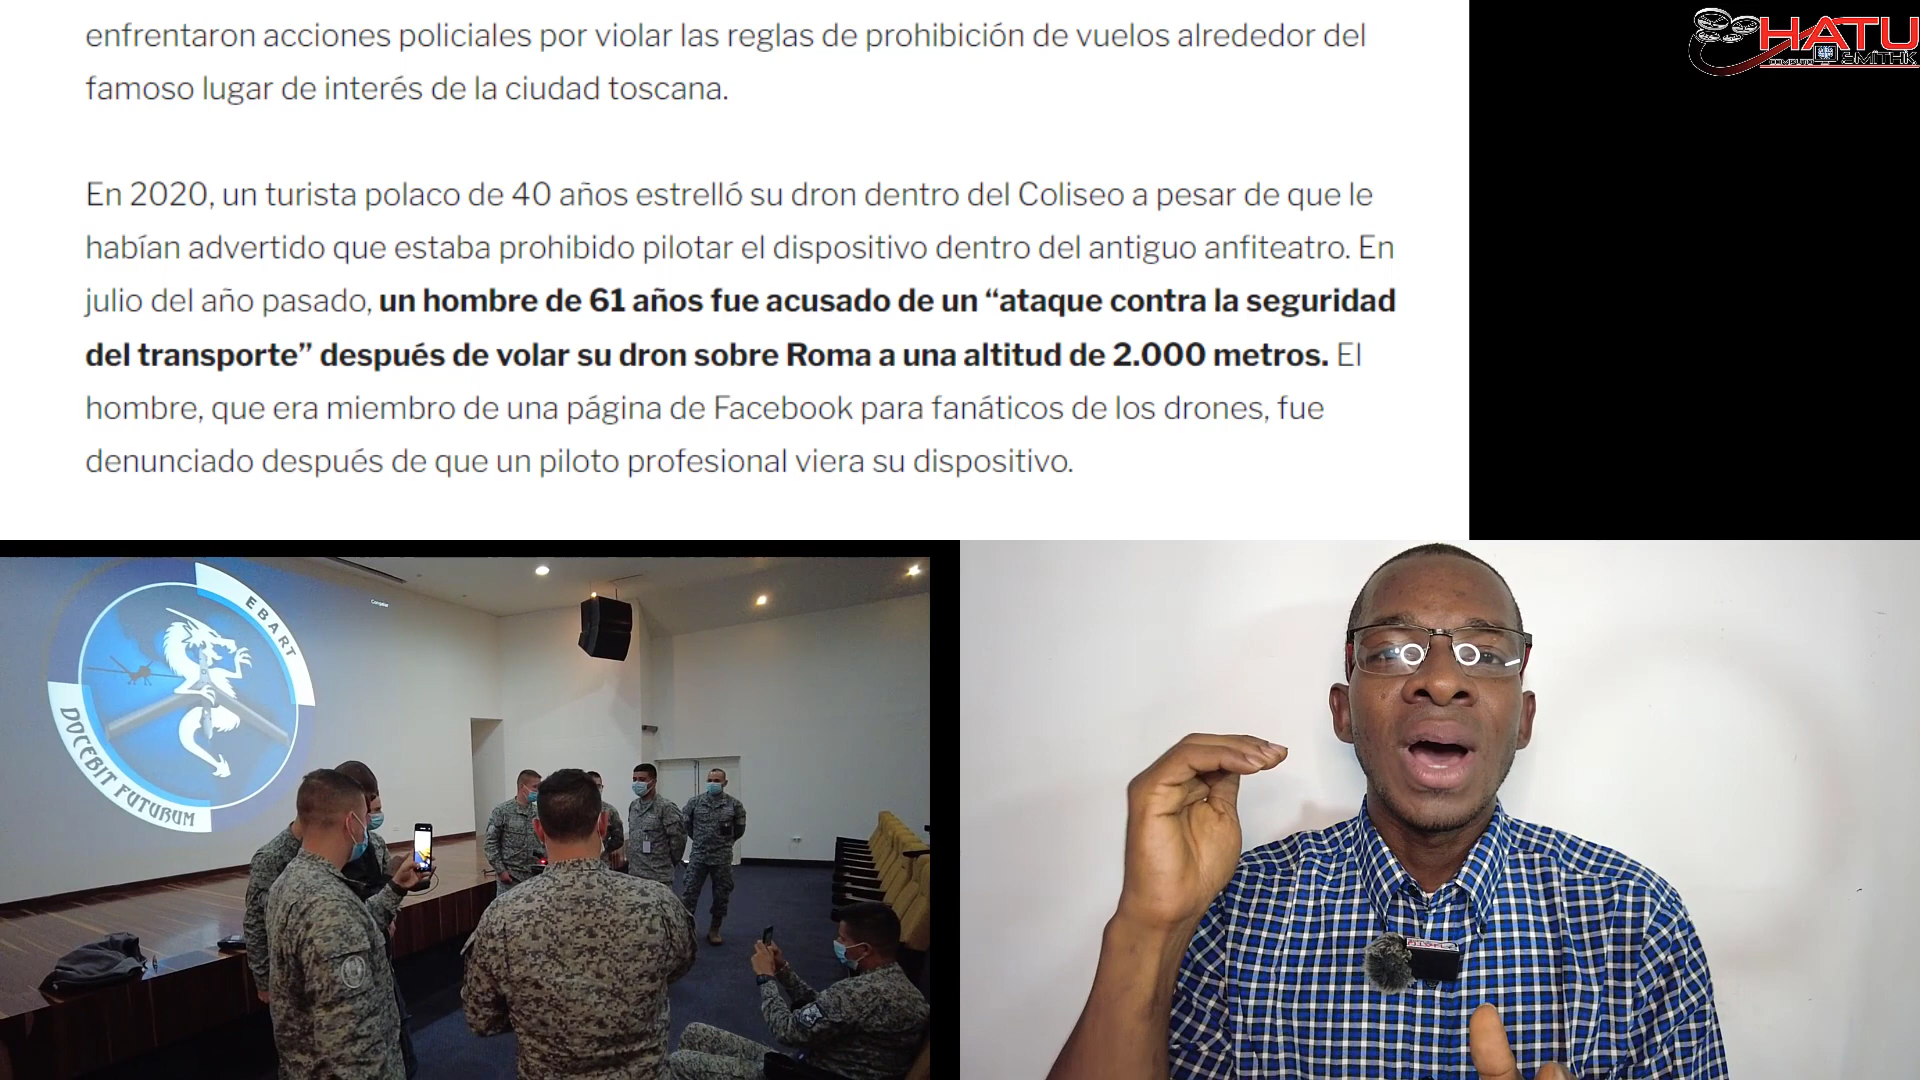 enfrentaron acciones policiales por violar las reglas de prohibición de vuelos alrededor del
famoso lugar de interés de la ciudad toscana.
En 2020, un turista polaco de 40 años estrelló su dron dentro del Coliseo a pesar de que le
habían advertido que estaba prohibido pilotar el dispositivo dentro del antiguo anfiteatro. En
julio del año pasado, un hombre de 61 años fue acusado de un “ataque contra la seguridad
del transporte” después de volar su dron sobre Roma a una altitud de 2.000 metros. El
hombre, que era miembro de una página de Facebook para fanáticos de los drones, fue
denunciado después de que un piloto profesional viera su dispositivo.
HATU
EMITHK
EBART
DOCEBIT FUTURUM